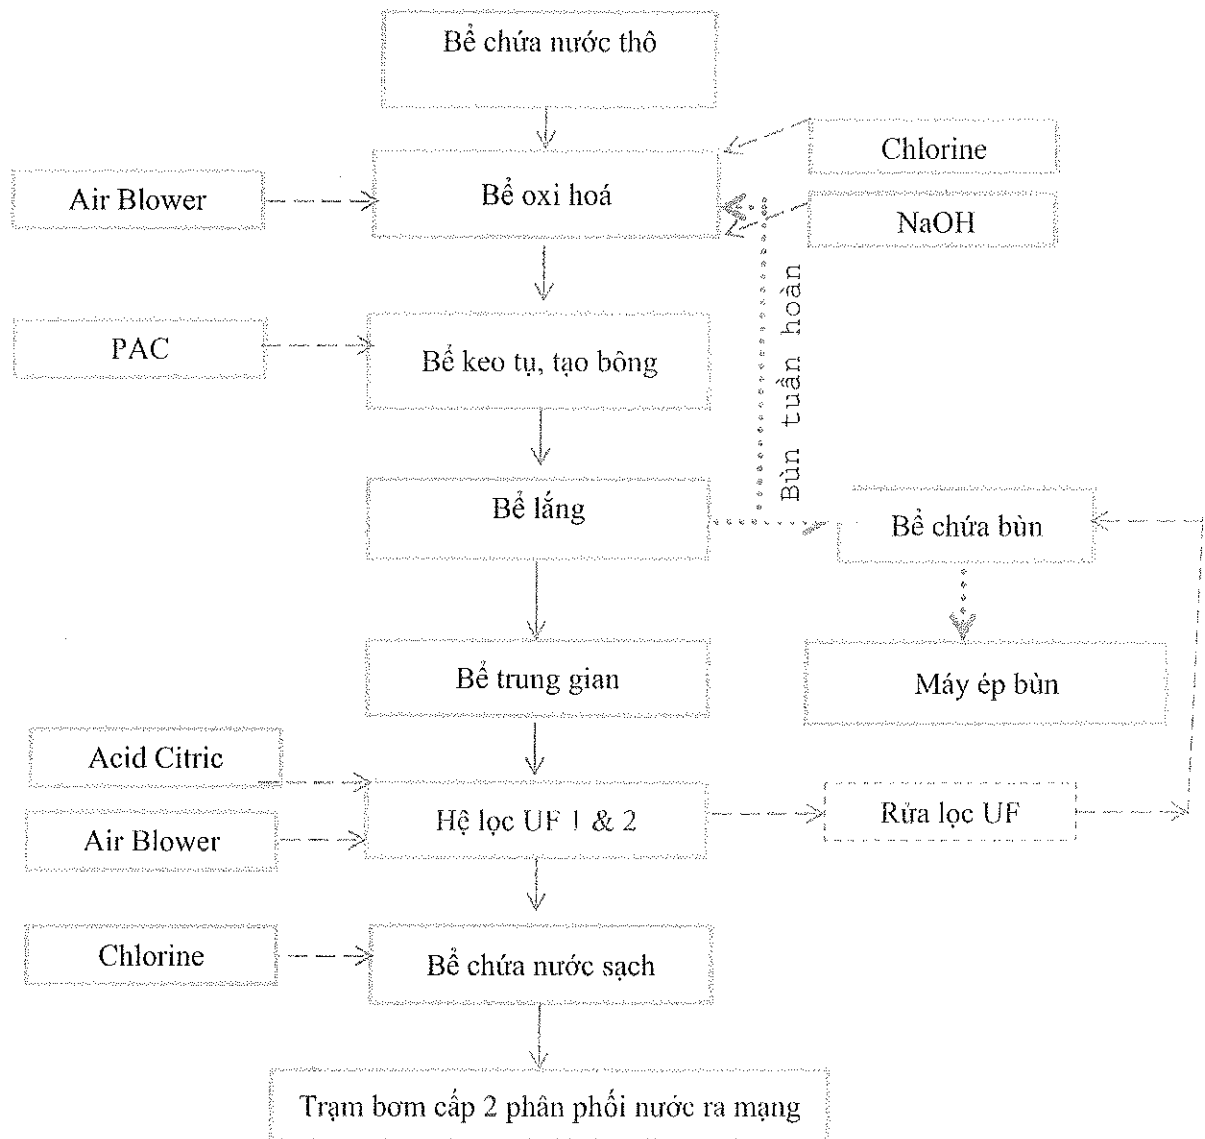 Bể chứa nước thô
Chlorine
Air Blower
Bể oxi hoá
NaOH
Bùn tuần hoàn
PAC
Bể keo tụ, tạo bông
Bể lắng
Bể chứa bùn
Bể trung gian
Máy ép bùn
Acid Citric
Hệ lọc UF 1 & 2
Rửa lọc UF
Air Blower
Chlorine
Bể chứa nước sạch
Trạm bơm cấp 2 phân phối nước ra mạng